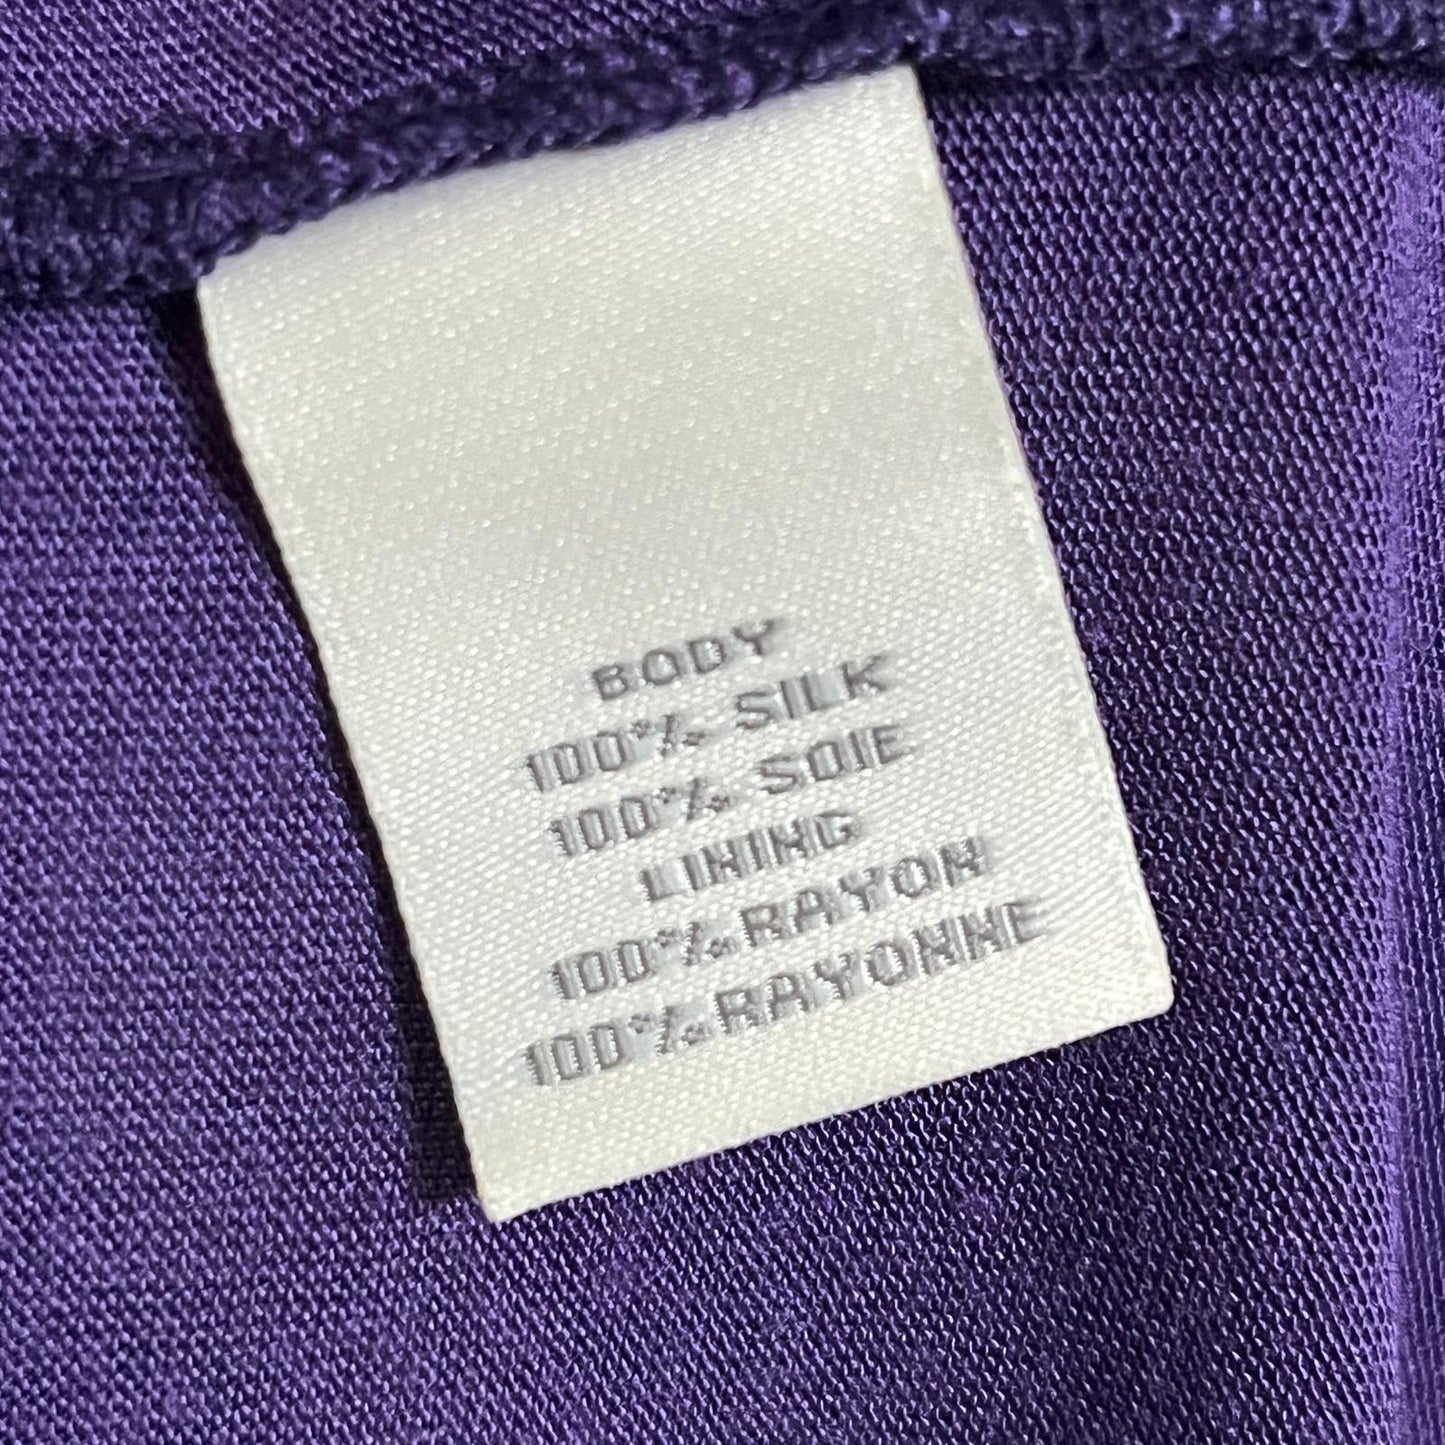 BODY
100% SILK
100% SOIE
LINING
100% RAYON
100% RAYONNE